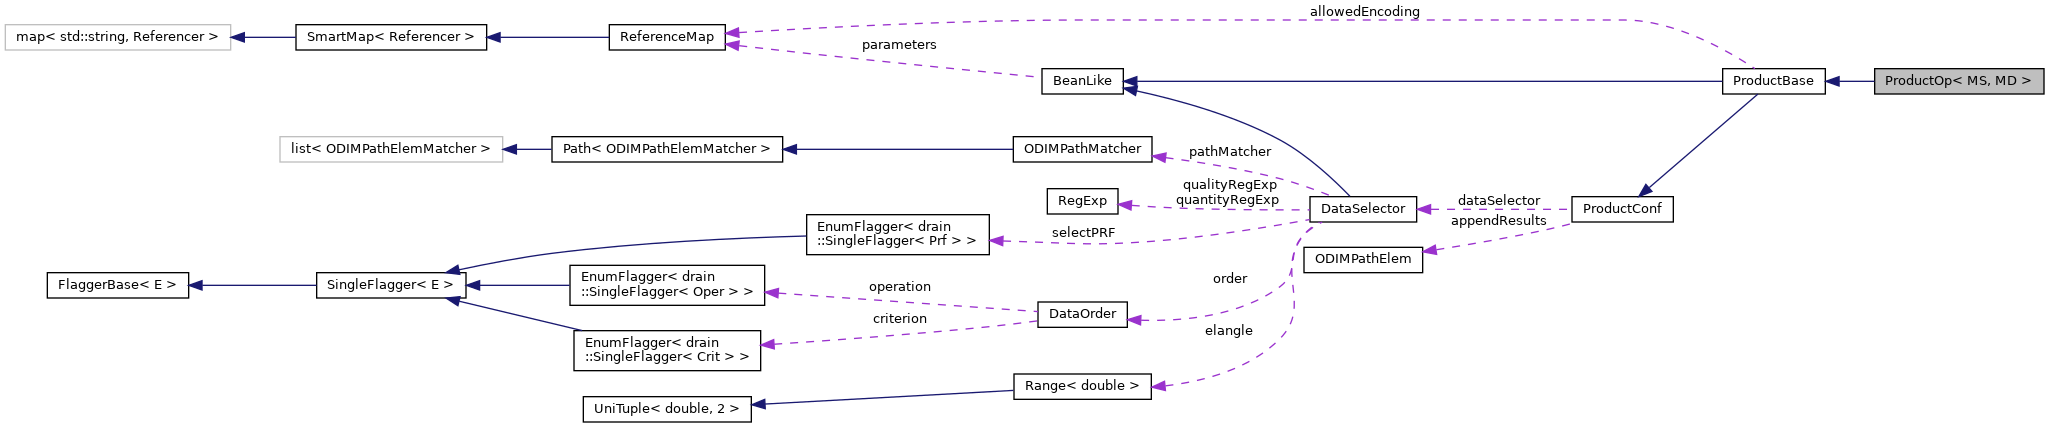 allowedEncoding
map< std::string, Referencer >
SmartMap< Referencer >
ReferenceMap
parameters
BeanLike
ProductBase
ProductOp< MS, MD >
list< ODIMPathElemMatcher >
Path< ODIMPathElemMatcher >
ODIMPathMatcher
pathMatcher
qualityRegExp
quantityRegExp
RegExp
DataSelector
dataSelector
ProductConf
appendResults
EnumFlagger< drain
::SingleFlagger< Prf > >
selectPRF
ODIMPathElem
FlaggerBase< E >
SingleFlagger< E >
EnumFlagger< drain
::SingleFlagger< Oper > >
operation
order
criterion
DataOrder
elangle
EnumFlagger< drain
::SingleFlagger< Crit > >
Range< double >
UniTuple< double, 2 >